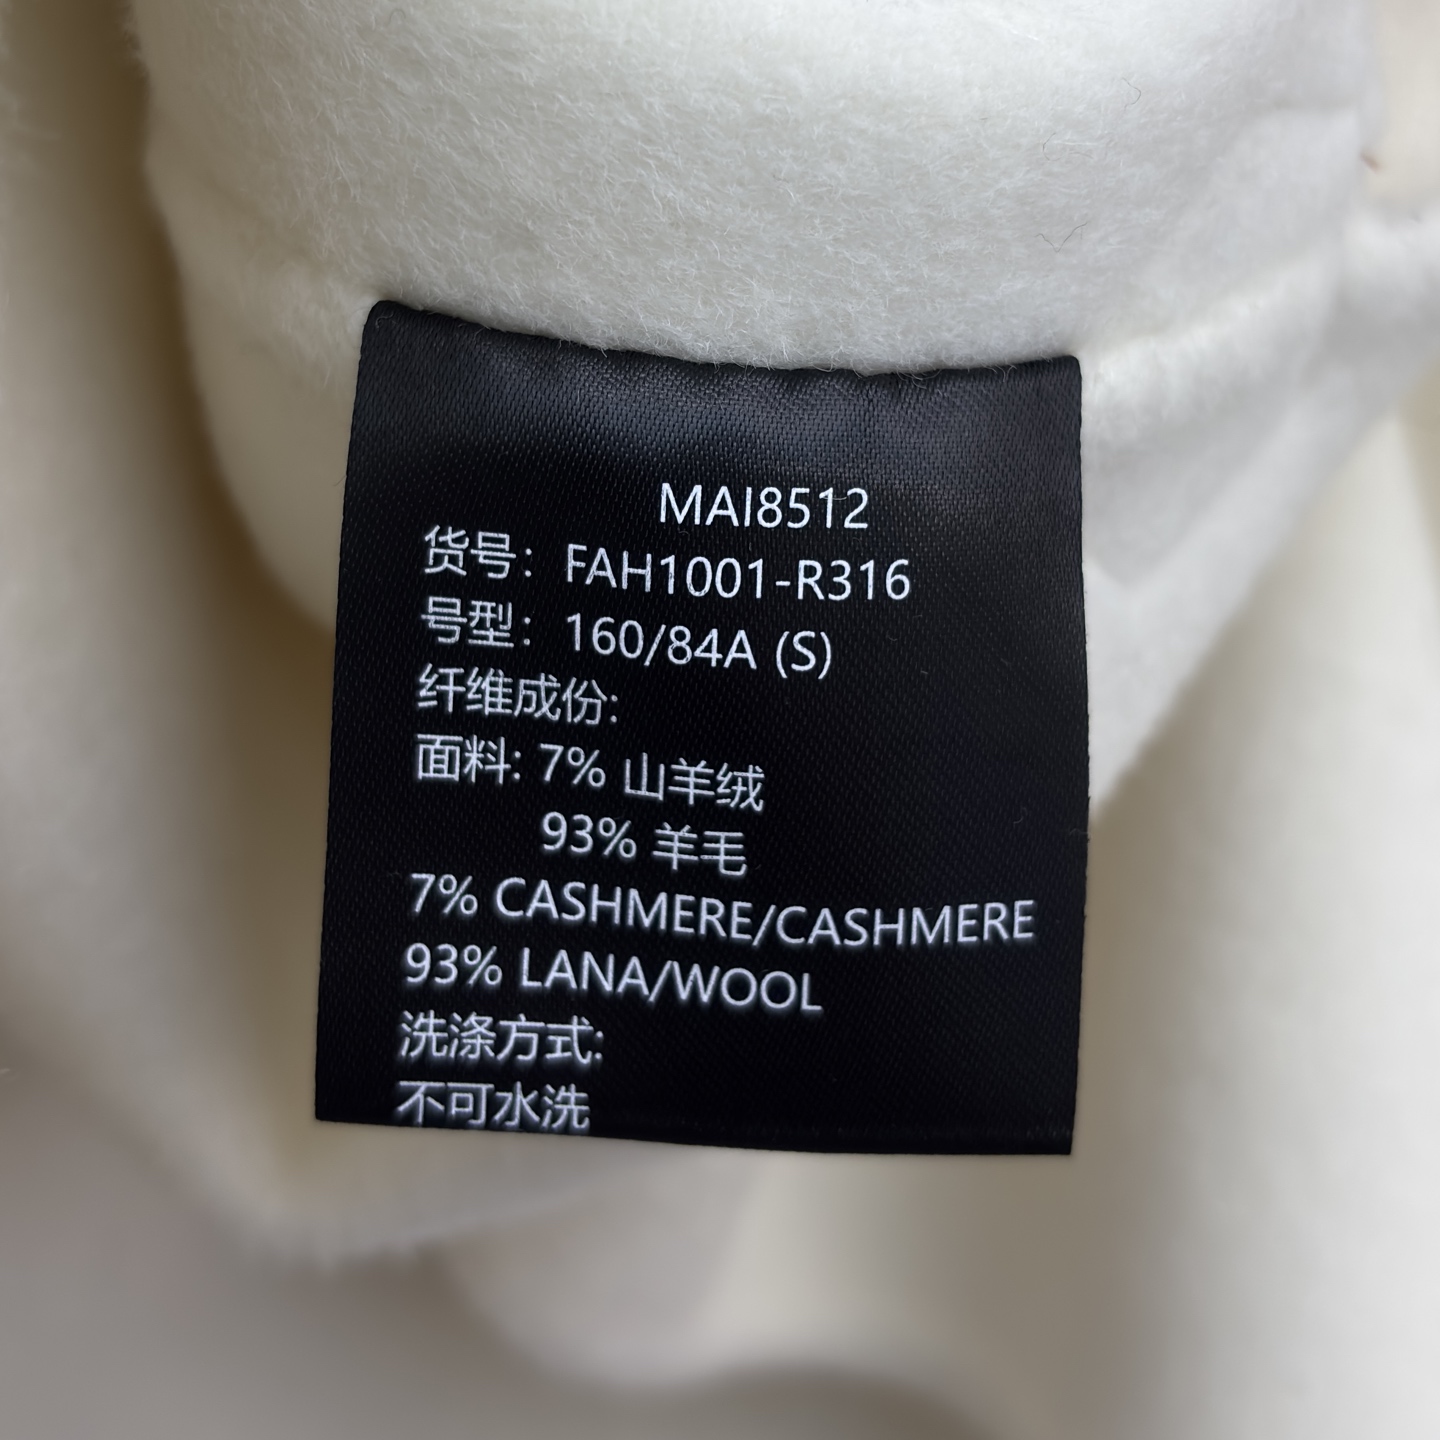 MAI8512
货号：FAH1001-R316
号型：160/84A (S)
纤维成份:
面料: 7% 山羊绒
93% 羊毛
7% CASHMERE/CASHMERE
93% LANA/WOOL
洗涤方式:
不可水洗